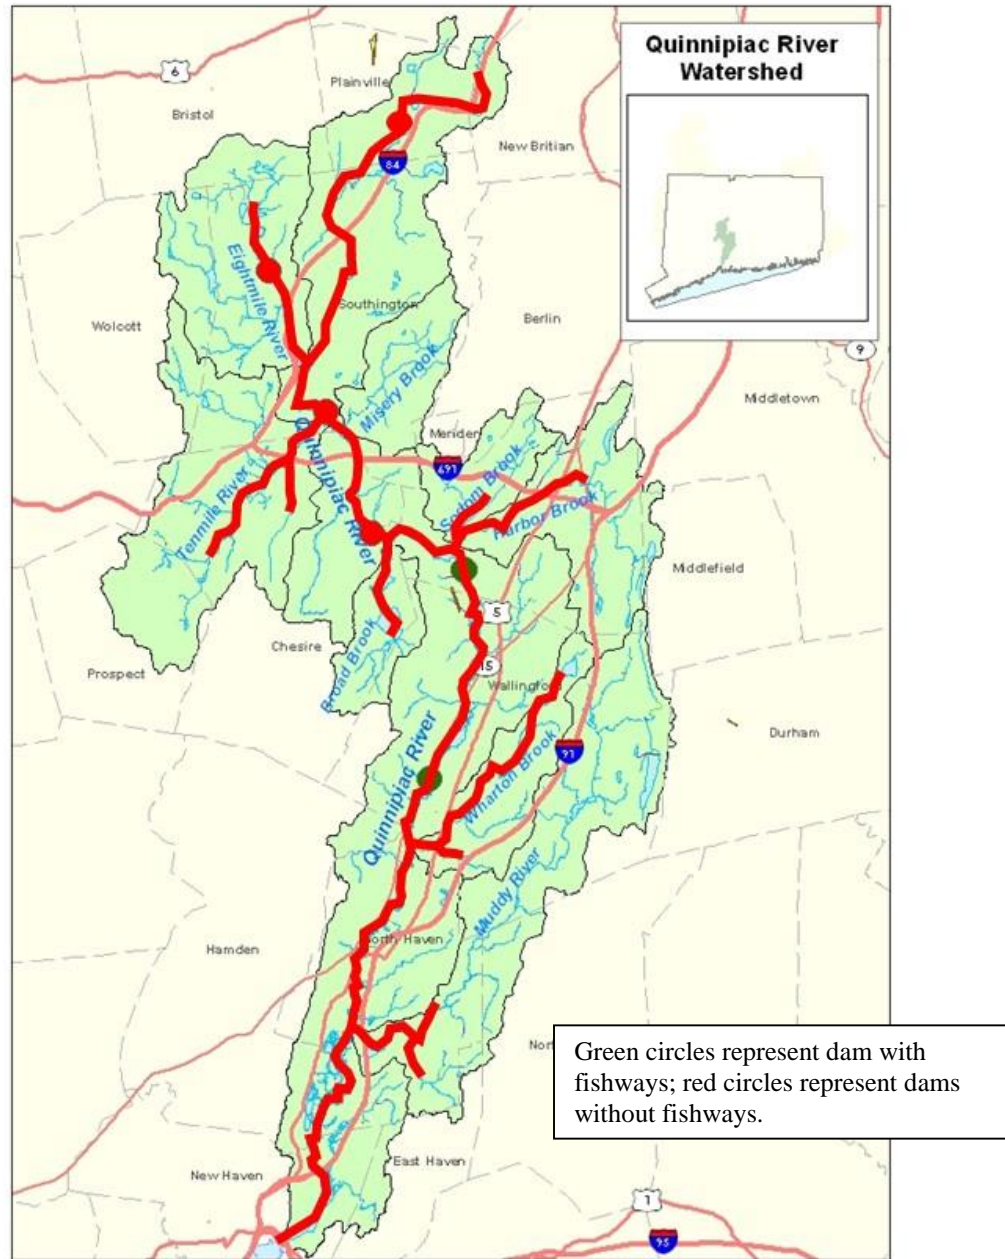 Quinnipiac River
Watershed
6
Plainville
Bristol
New Britian
84
Eightmile River
Southington
Wolcott
Berlin
9
Misery Brook
Middletown
Meriden
691
Quinnipiac River
Sodom Brook
Harbor Brook
Tenmile River
Middlefield
5
Chesire
Broad Brook
15
Prospect
Wallingford
Durham
91
Quinnipiac River
Wharton Brook
Muddy River
Hamden
North Haven
Nor
Green circles represent dam with
fishways; red circles represent dams
without fishways.
New Haven
East Haven
1
95